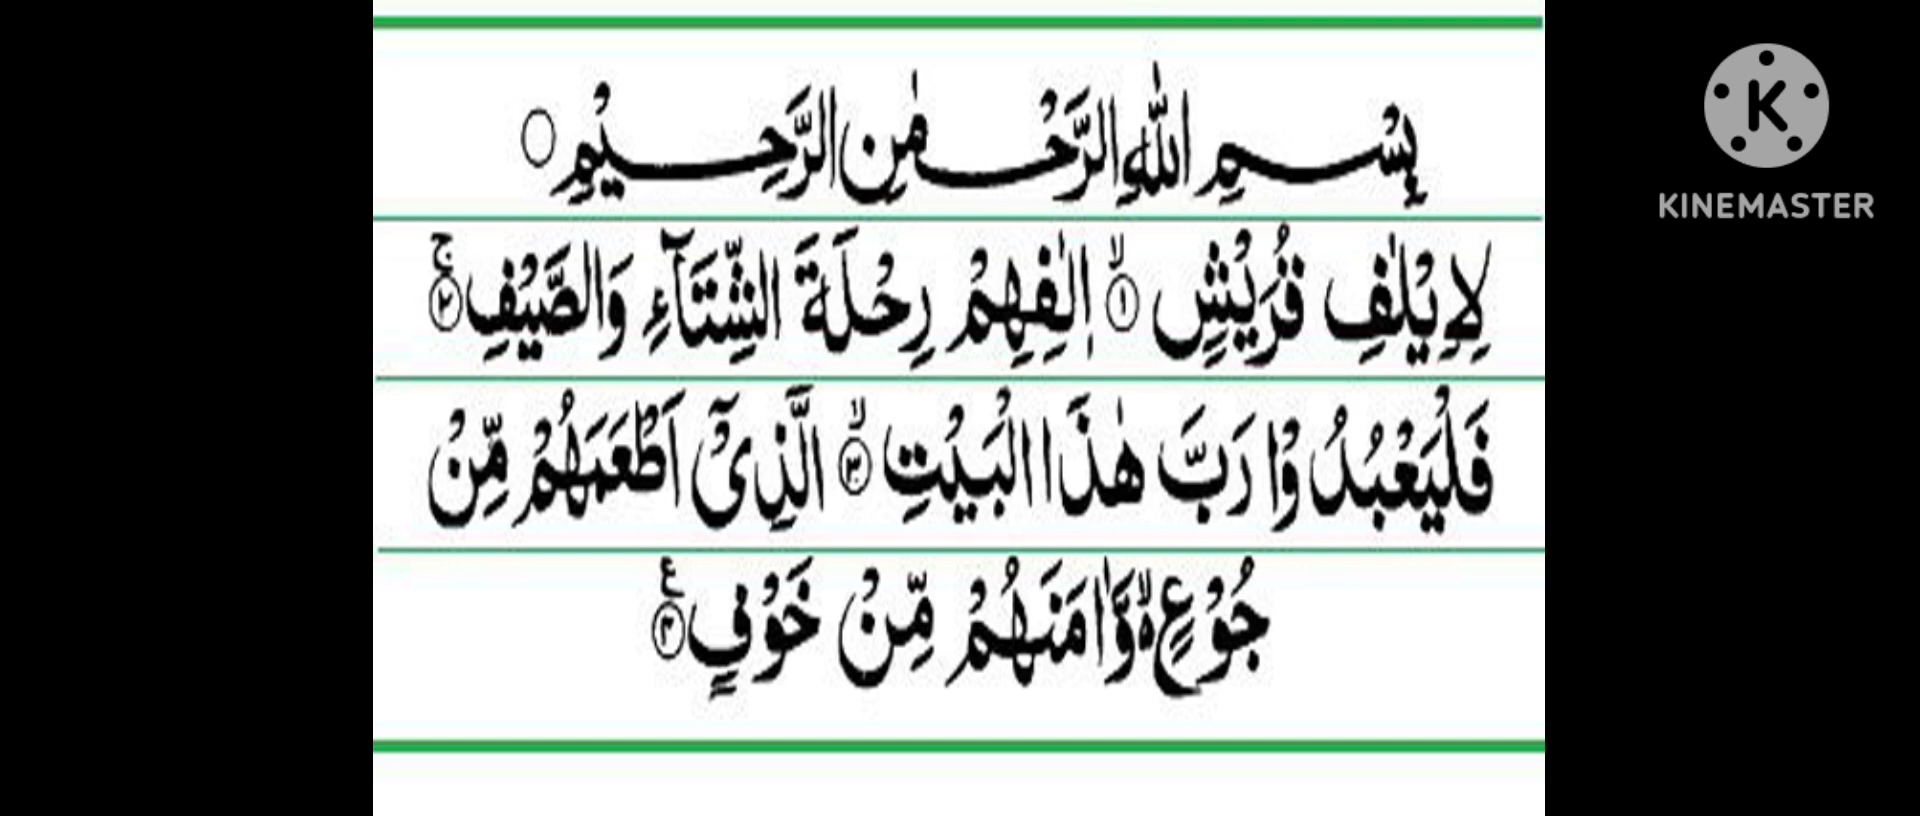 بِسْمِ اللّٰهِ الرَّحْمٰنِ الرَّحِيْمِ ۝
لِاِيْلٰفِ قُرَيْشٍ ۙ﴿۱﴾ اٖلٰفِهِمْ رِحْلَةَ الشِّتَآءِ وَالصَّيْفِ ۚ﴿۲﴾
فَلْيَعْبُدُوْا رَبَّ هٰذَا الْبَيْتِ ۙ﴿۳﴾ الَّذِىْٓ اَطْعَمَهُمْ مِّنْ
جُوْعٍ ۙ۬ وَّاٰمَنَهُمْ مِّنْ خَوْفٍ ﴿۴﴾ ع
K
KINEMASTER